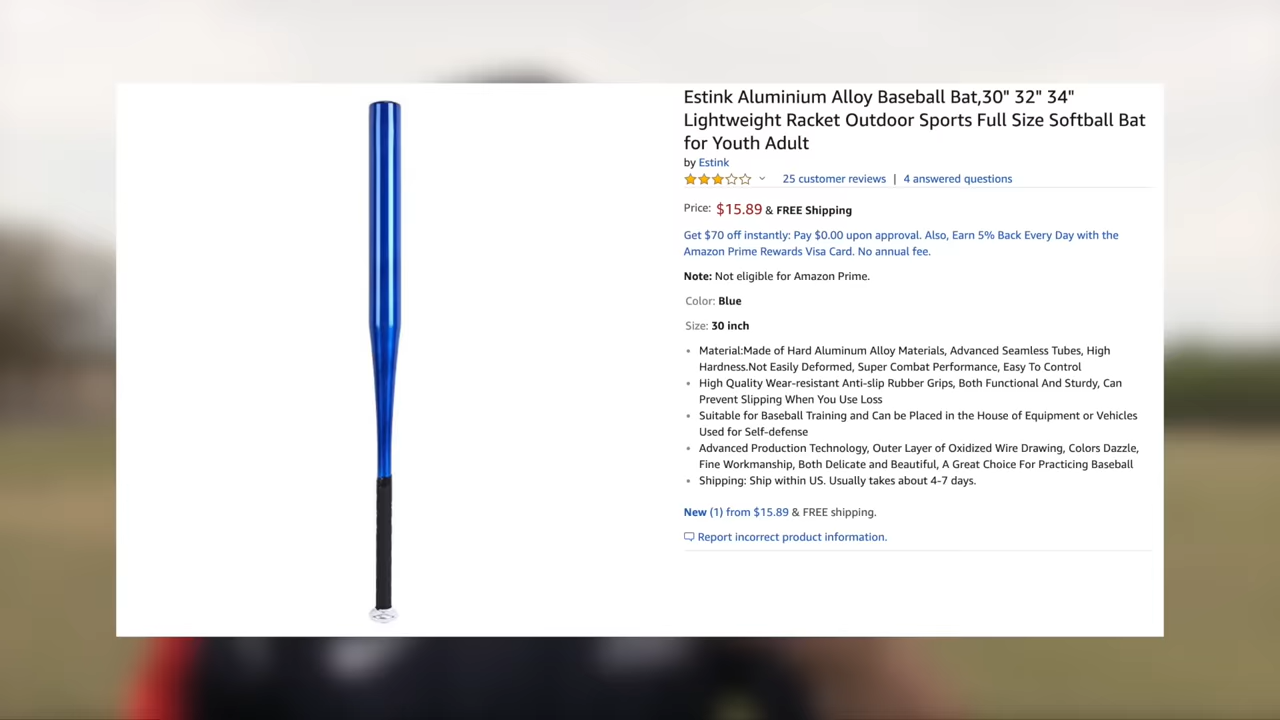 Estink Aluminium Alloy Baseball Bat,30" 32" 34"
Lightweight Racket Outdoor Sports Full Size Softball Bat
for Youth Adult
by Estink
25 customer reviews | 4 answered questions
Price: $15.89 & FREE Shipping
Get $70 off instantly: Pay $0.00 upon approval. Also, Earn 5% Back Every Day with the
Amazon Prime Rewards Visa Card. No annual fee.
Note: Not eligible for Amazon Prime.
Color: Blue
Size: 30 inch
• Material:Made of Hard Aluminum Alloy Materials, Advanced Seamless Tubes, High
Hardness.Not Easily Deformed, Super Combat Performance, Easy To Control
• High Quality Wear-resistant Anti-slip Rubber Grips, Both Functional And Sturdy, Can
Prevent Slipping When You Use Loss
• Suitable for Baseball Training and Can be Placed in the House of Equipment or Vehicles
Used for Self-defense
• Advanced Production Technology, Outer Layer of Oxidized Wire Drawing, Colors Dazzle,
Fine Workmanship, Both Delicate and Beautiful, A Great Choice For Practicing Baseball
• Shipping: Ship within US. Usually takes about 4-7 days.
New (1) from $15.89 & FREE shipping.
Report incorrect product information.